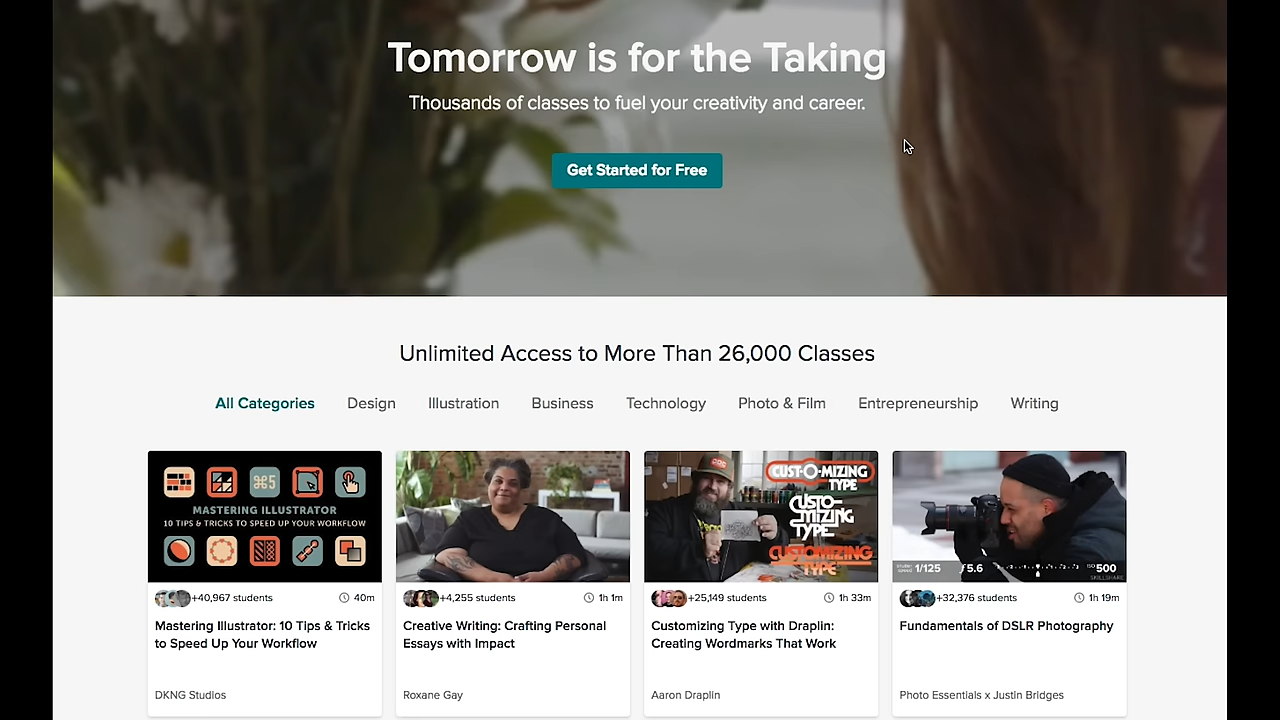 Tomorrow is for the Taking
Thousands of classes to fuel your creativity and career.
Get Started for Free
Unlimited Access to More Than 26,000 Classes
All Categories Design Illustration Business Technology Photo & Film Entrepreneurship Writing
⌘5
MASTERING ILLUSTRATOR
10 TIPS & TRICKS TO SPEED UP YOUR WORKFLOW
+40,967 students 40m
Mastering Illustrator: 10 Tips & Tricks
to Speed Up Your Workflow
DKNG Studios
+4,255 students 1h 1m
Creative Writing: Crafting Personal
Essays with Impact
Roxane Gay
CUST-O-MIZING
TYPE
CUSTO-
MIZING
TYPE
CUSTOMIZING
TYPE
+25,149 students 1h 33m
Customizing Type with Draplin:
Creating Wordmarks That Work
Aaron Draplin
1/125 f5.6 ISO 500
SKILLSHARE
+32,376 students 1h 19m
Fundamentals of DSLR Photography
Photo Essentials x Justin Bridges